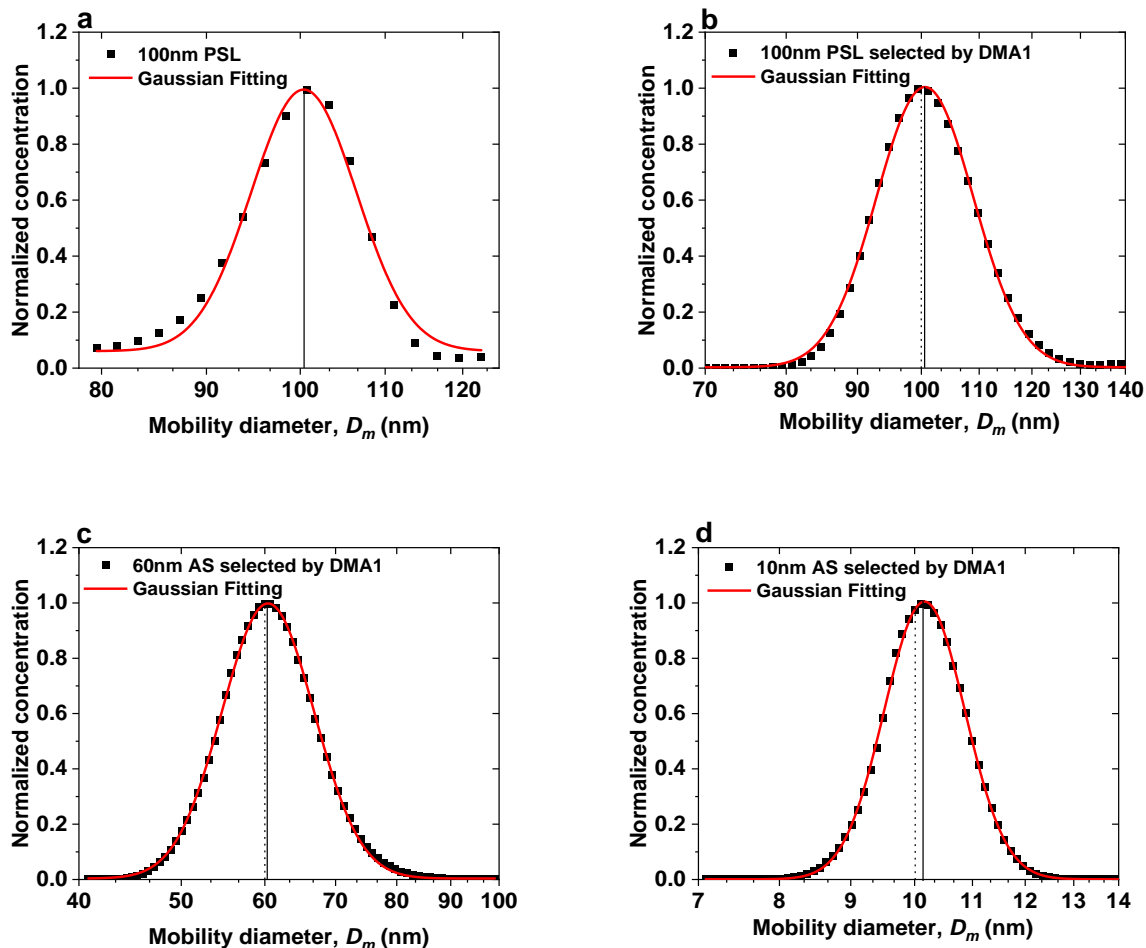 a
1.2
100nm PSL
Gaussian Fitting
1.0
0.8
0.6
0.4
0.2
0.0
80 90 100 110 120
Normalized concentration
Mobility diameter, Dm (nm)
b
1.2
100nm PSL selected by DMA1
Gaussian Fitting
1.0
0.8
0.6
0.4
0.2
0.0
70 80 90 100 110 120 130 140
Normalized concentration
Mobility diameter, Dm (nm)
c
1.2
60nm AS selected by DMA1
Gaussian Fitting
1.0
0.8
0.6
0.4
0.2
0.0
40 50 60 70 80 90 100
Normalized concentration
Mobility diameter, Dm (nm)
d
1.2
10nm AS selected by DMA1
Gaussian Fitting
1.0
0.8
0.6
0.4
0.2
0.0
7 8 9 10 11 12 13 14
Normalized concentration
Mobility diameter, Dm (nm)